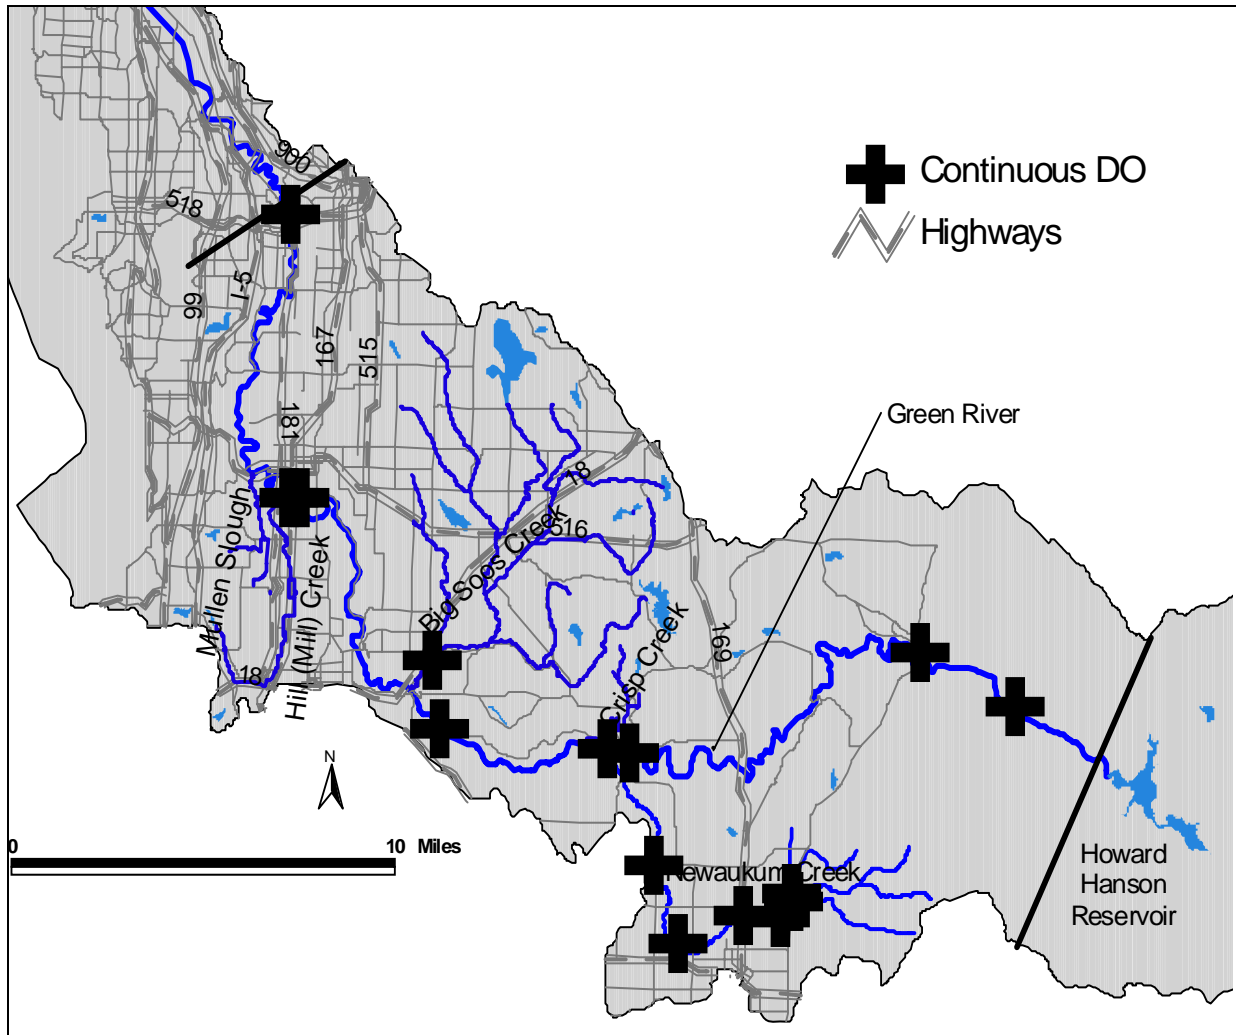 900
Continuous DO
518
Highways
I-5
99
167
515
181
Green River
18
516
Big Soos Creek
Mullen Slough
Hill (Mill) Creek
Crisp Creek
169
18
N
0
10 Miles
Newaukum Creek
Howard
Hanson
Reservoir